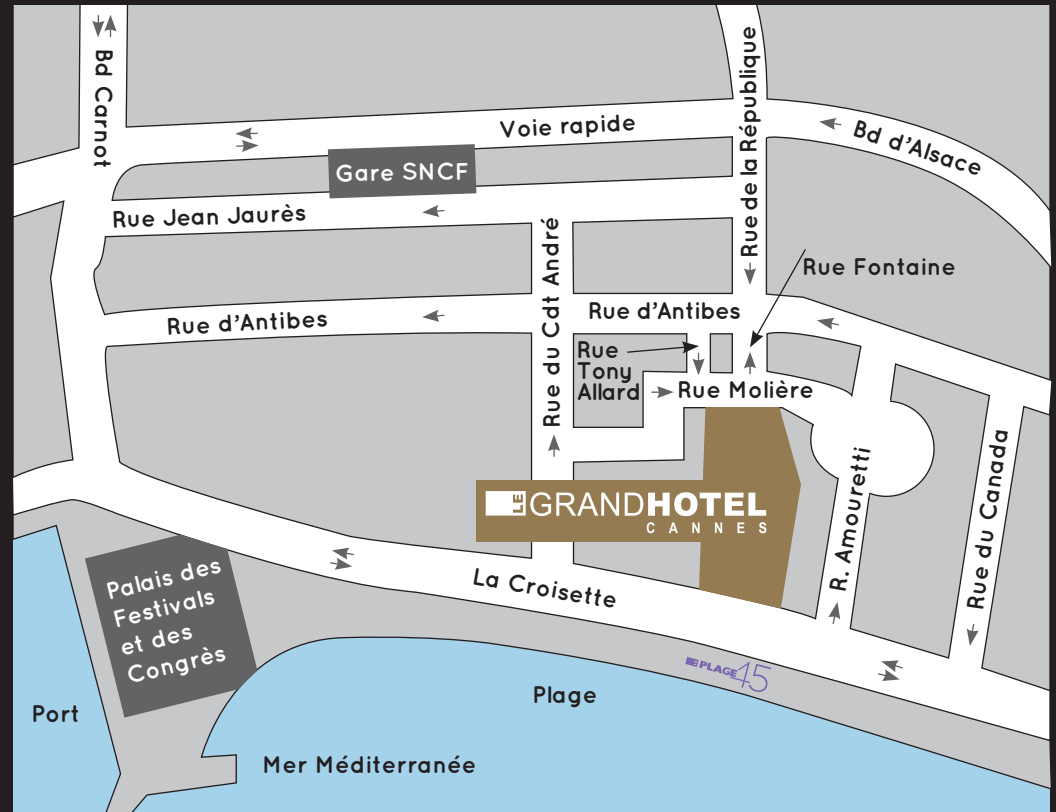 Bd Carnot
Voie rapide
Rue de la République
Bd d'Alsace
Gare SNCF
Rue Jean Jaurès
Rue du Cdt André
Rue Fontaine
Rue d'Antibes
Rue d'Antibes
Rue
Tony
Allard
Rue Molière
R. Amouretti
Rue du Canada
LE GRANDHOTEL
CANNES
La Croisette
Palais des
Festivals
et des
Congrès
LE PLAGE45
Plage
Port
Mer Méditerranée